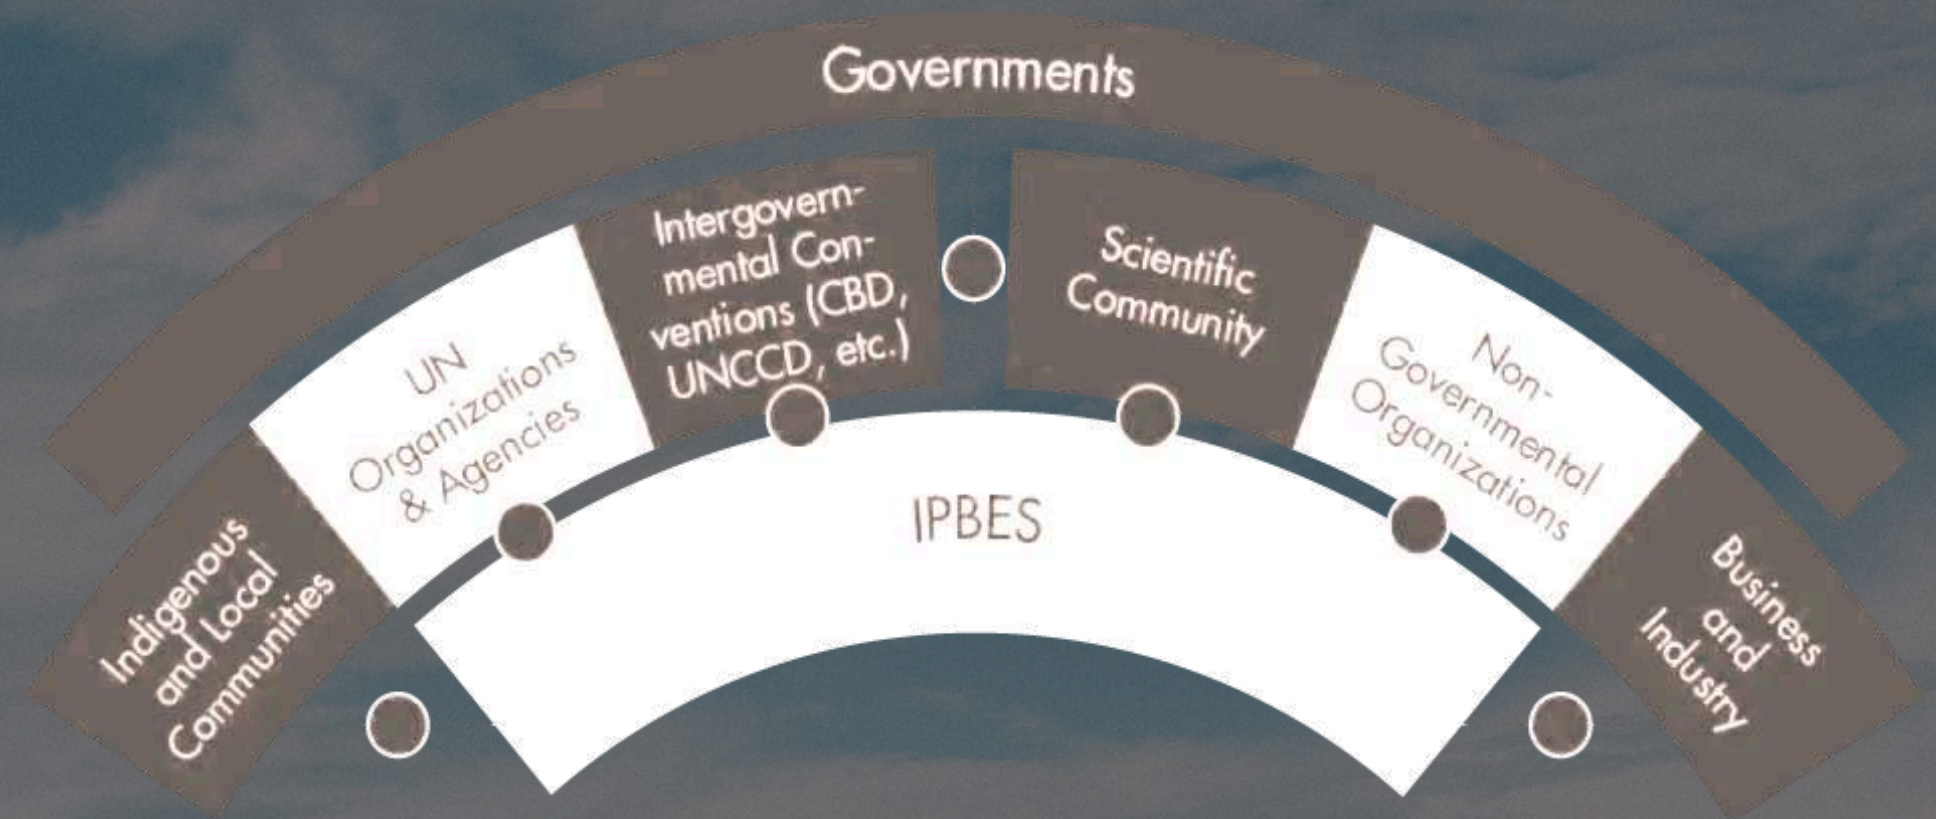 Governments
Intergovern-
mental Con-
ventions (CBD,
UNCCD, etc.)
Scientific
Community
UN
Organizations
& Agencies
Non-
Governmental
Organizations
Indigenous
and Local
Communities
IPBES
Business
and
Industry